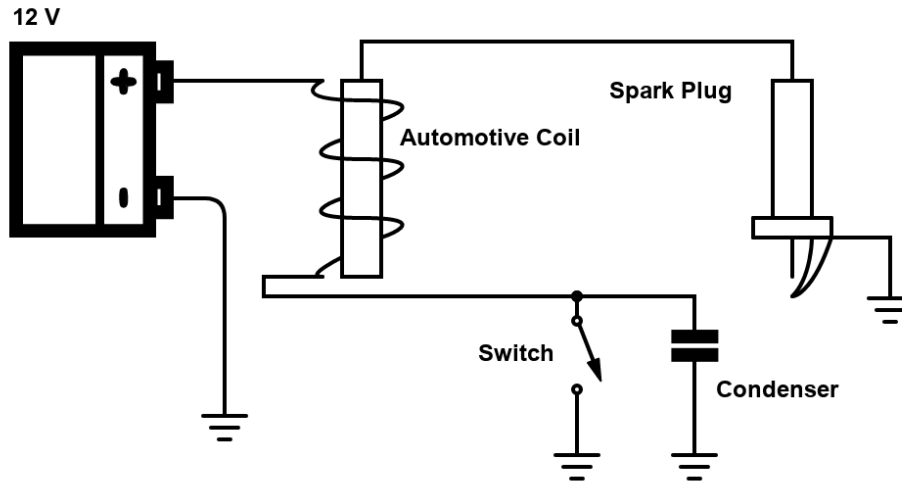 12 V
+
-
Spark Plug
Automotive Coil
Switch
Condenser